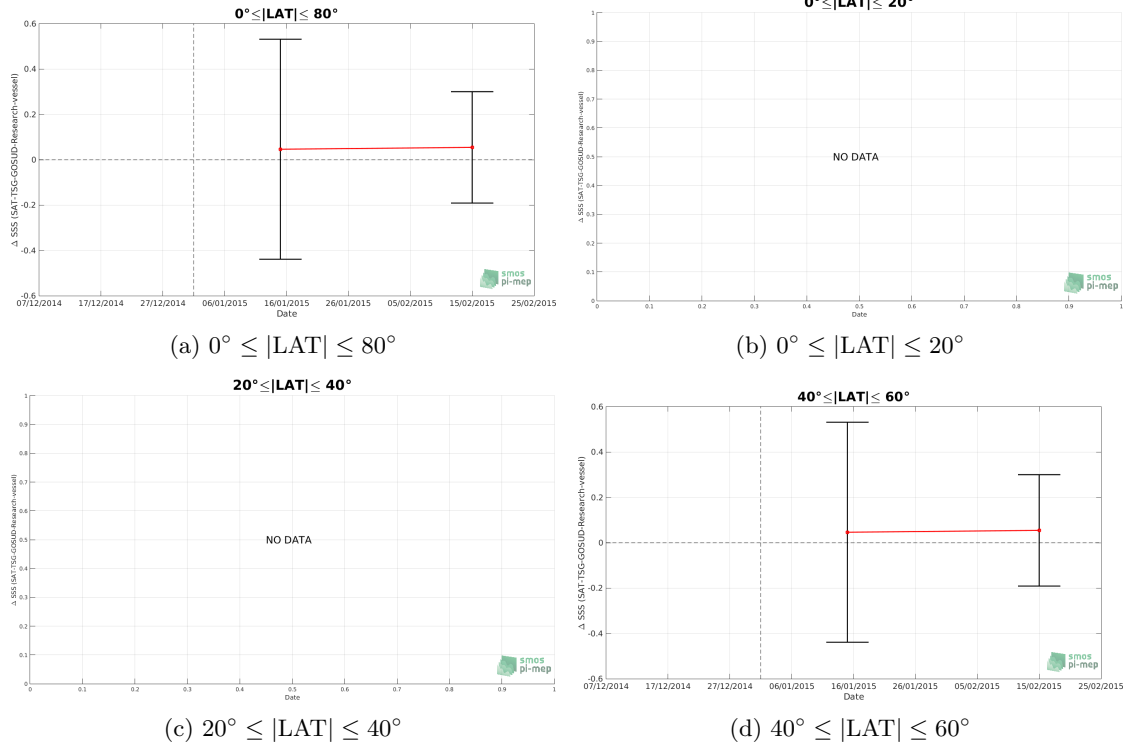 0°≤|LAT|≤ 80°
Δ SSS (SAT-TSG-GOSUD-Research-vessel)
0.6
0.4
0.2
0
-0.2
-0.4
-0.6
07/12/2014 17/12/2014 27/12/2014 06/01/2015 16/01/2015 26/01/2015 05/02/2015 15/02/2015 25/02/2015
Date
smos
pi-mep
(a) 0° ≤ |LAT| ≤ 80°
0°≤|LAT|≤ 20°
Δ SSS (SAT-TSG-GOSUD-Research-vessel)
1
0.9
0.8
0.7
0.6
0.5
0.4
0.3
0.2
0.1
0
NO DATA
0 0.1 0.2 0.3 0.4 0.5 0.6 0.7 0.8 0.9 1
Date
smos
pi-mep
(b) 0° ≤ |LAT| ≤ 20°
20°≤|LAT|≤ 40°
Δ SSS (SAT-TSG-GOSUD-Research-vessel)
1
0.9
0.8
0.7
0.6
0.5
0.4
0.3
0.2
0.1
0
NO DATA
0 0.1 0.2 0.3 0.4 0.5 0.6 0.7 0.8 0.9 1
Date
smos
pi-mep
(c) 20° ≤ |LAT| ≤ 40°
40°≤|LAT|≤ 60°
Δ SSS (SAT-TSG-GOSUD-Research-vessel)
0.6
0.4
0.2
0
-0.2
-0.4
-0.6
07/12/2014 17/12/2014 27/12/2014 06/01/2015 16/01/2015 26/01/2015 05/02/2015 15/02/2015 25/02/2015
Date
smos
pi-mep
(d) 40° ≤ |LAT| ≤ 60°